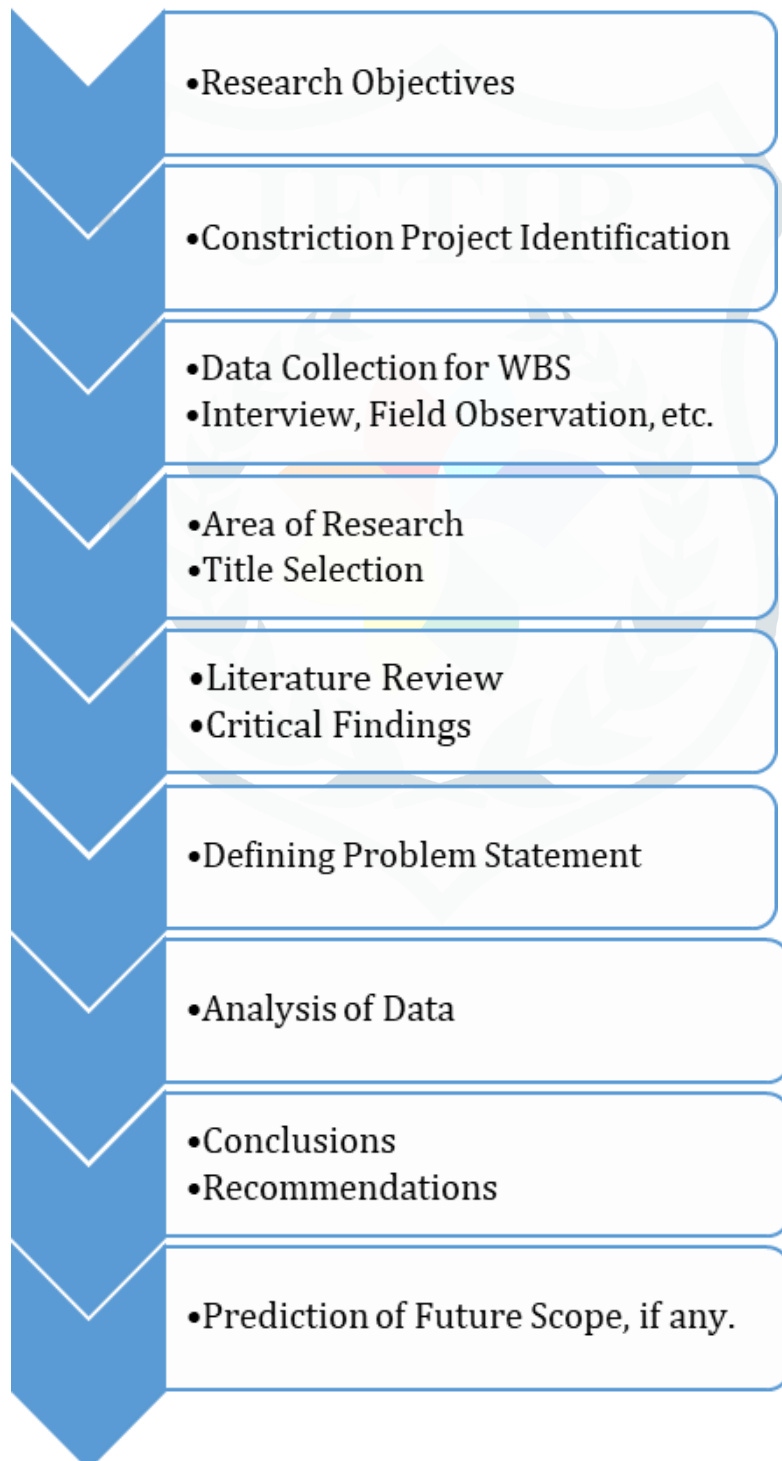 JETIR
•Research Objectives
•Constriction Project Identification
•Data Collection for WBS
•Interview, Field Observation, etc.
•Area of Research
•Title Selection
•Literature Review
•Critical Findings
•Defining Problem Statement
•Analysis of Data
•Conclusions
•Recommendations
•Prediction of Future Scope, if any.